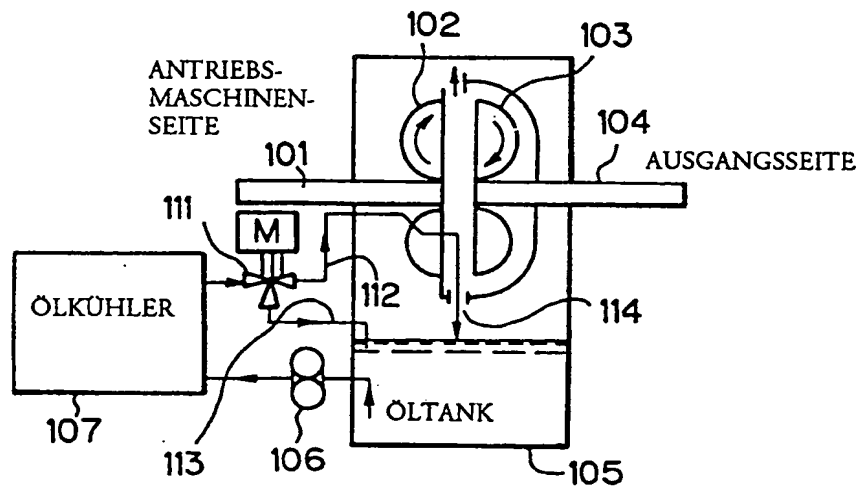 102
103
ANTRIEBS-
MASCHINEN-
SEITE
104
101
AUSGANGSSEITE
111
M
112
ÖLKÜHLER
114
ÖLTANK
107
113
106
105